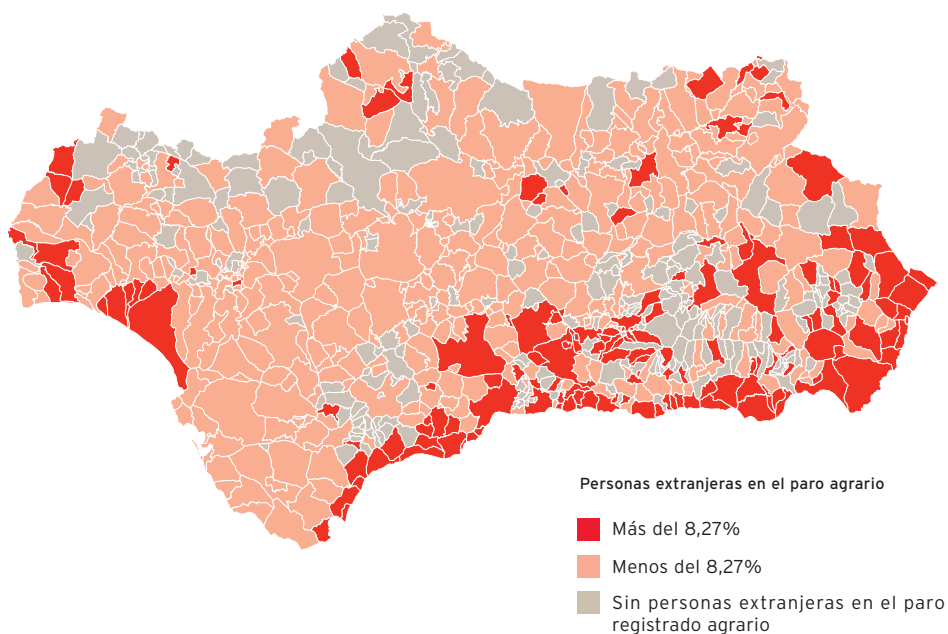 Personas extranjeras en el paro agrario
Más del 8,27%
Menos del 8,27%
Sin personas extranjeras en el paro
registrado agrario